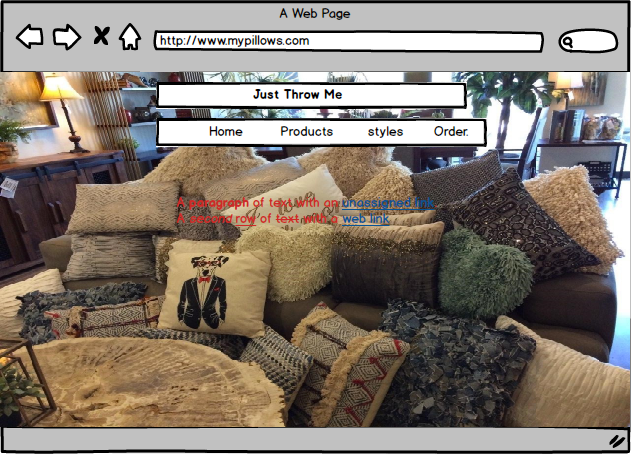 A Web Page
http://www.mypillows.com
Just Throw Me
Home Products styles Order.
A paragraph of text with an unassigned link
A second row of text with a web link
love